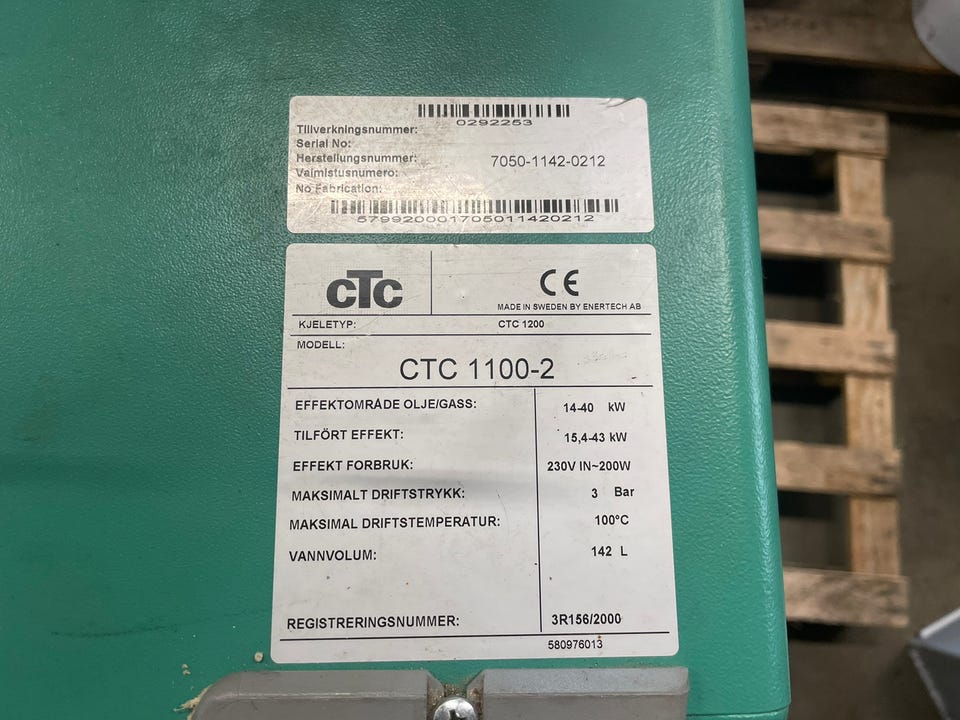 0292253
Tillverkningsnummer:
Serial No:
Herstellungsnummer: 7050-1142-0212
Valmistusnumero:
No Fabrication:
579920001705011420212
CTC CE
MADE IN SWEDEN BY ENERTECH AB
KJELETYP: CTC 1200
MODELL:
CTC 1100-2
EFFEKTOMRÅDE OLJE/GASS: 14-40 kW
TILFÖRT EFFEKT: 15,4-43 kW
EFFEKT FORBRUK: 230V IN~200W
MAKSIMALT DRIFTSTRYKK: 3 Bar
MAKSIMAL DRIFTSTEMPERATUR: 100°C
VANNVOLUM: 142 L
REGISTRERINGSNUMMER: 3R156/2000
580976013